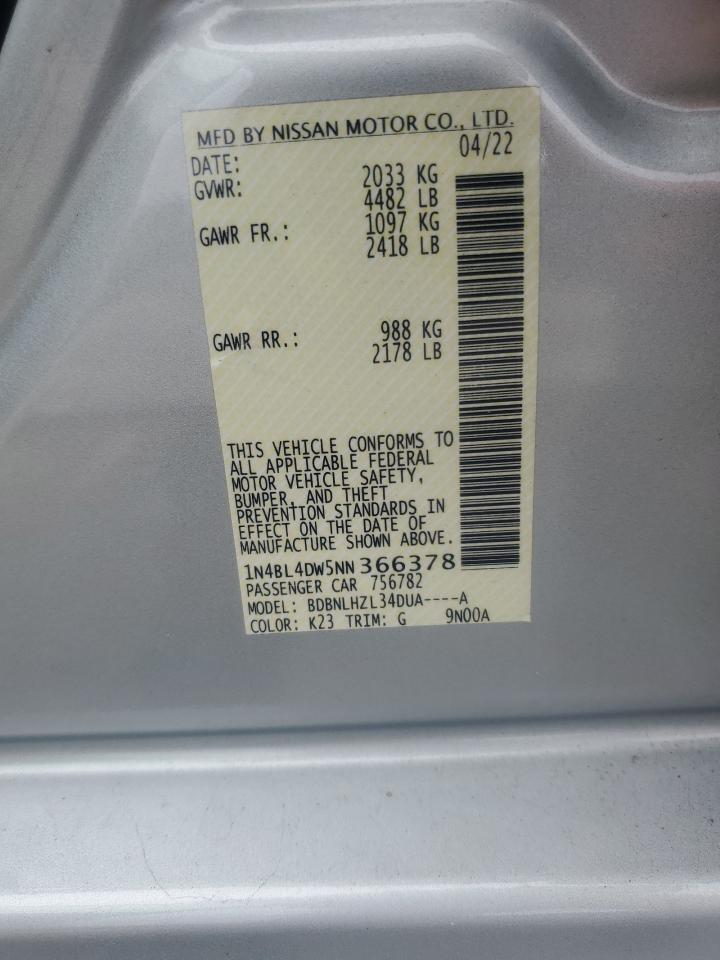 MFD BY NISSAN MOTOR CO., LTD.
DATE: 04/22
GVWR: 2033 KG
4482 LB
GAWR FR.: 1097 KG
2418 LB
GAWR RR.: 988 KG
2178 LB
THIS VEHICLE CONFORMS TO
ALL APPLICABLE FEDERAL
MOTOR VEHICLE SAFETY,
BUMPER, AND THEFT
PREVENTION STANDARDS IN
EFFECT ON THE DATE OF
MANUFACTURE SHOWN ABOVE.
1N4BL4DW5NN366378
PASSENGER CAR 756782
MODEL: BDBNLHZL34DUA----A
COLOR: K23 TRIM: G 9N00A